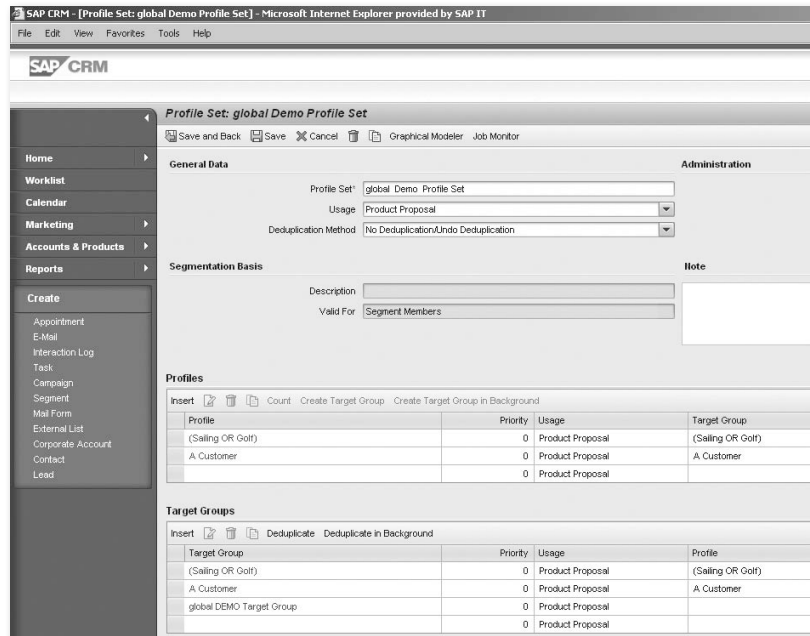 SAP CRM - [Profile Set: global Demo Profile Set] - Microsoft Internet Explorer provided by SAP IT
File Edit View Favorites Tools Help
SAP CRM
Profile Set: global Demo Profile Set
Save and Back Save Cancel Graphical Modeler Job Monitor
Home
Worklist
Calendar
Marketing
Accounts & Products
Reports
Create
Appointment
E-Mail
Interaction Log
Task
Campaign
Segment
Mail Form
External List
Corporate Account
Contact
Lead
General Data Administration
Profile Set* global Demo Profile Set
Usage Product Proposal
Deduplication Method No Deduplication/Undo Deduplication
Segmentation Basis Note
Description
Valid For Segment Members
Profiles
Insert Count Create Target Group Create Target Group in Background
Profile Priority Usage Target Group
(Sailing OR Golf) 0 Product Proposal (Sailing OR Golf)
A Customer 0 Product Proposal A Customer
0 Product Proposal
Target Groups
Insert Deduplicate Deduplicate in Background
Target Group Priority Usage Profile
(Sailing OR Golf) 0 Product Proposal (Sailing OR Golf)
A Customer 0 Product Proposal A Customer
global DEMO Target Group 0 Product Proposal
0 Product Proposal